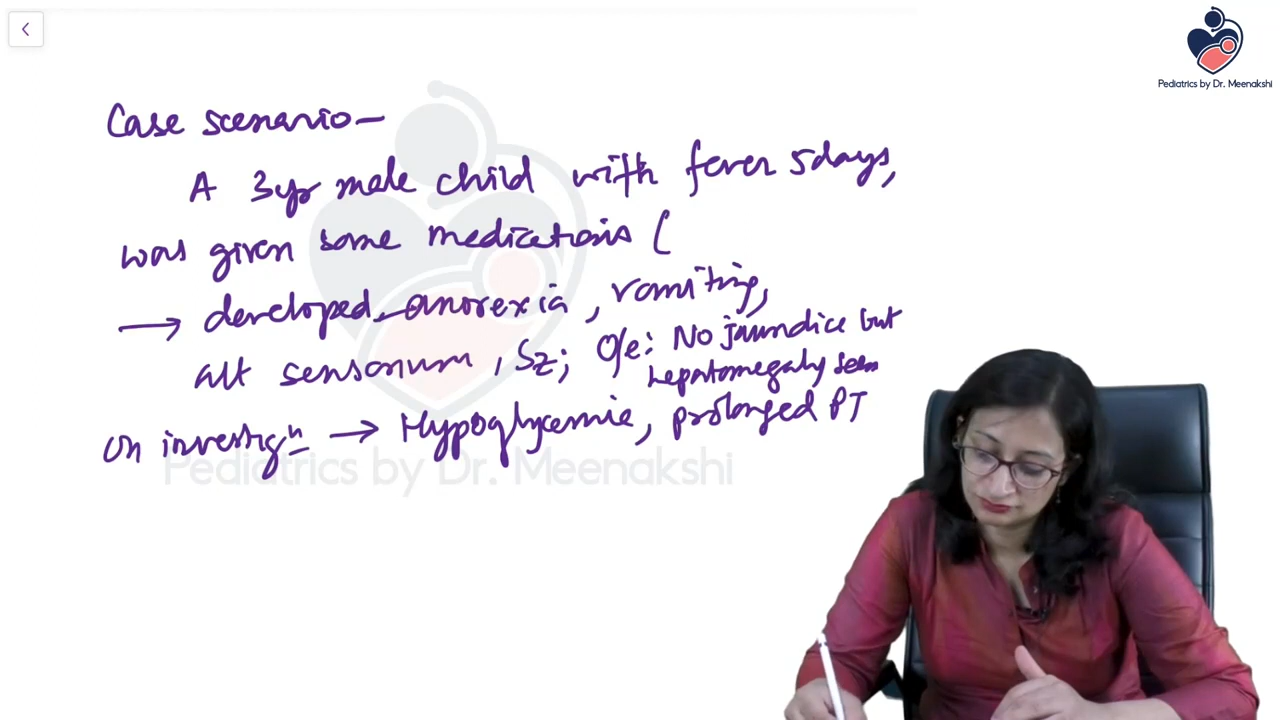 Pediatrics by Dr. Meenakshi
Case scenario-
A 3yr male child with fever 5days,
was given some medications (
→ developed anorexia, vomiting,
alt sensorium, Sz; O/e: No jaundice but
hepatomegaly seen
On investigⁿ → Hypoglycemia, prolonged PT
Pediatrics by Dr. Meenakshi